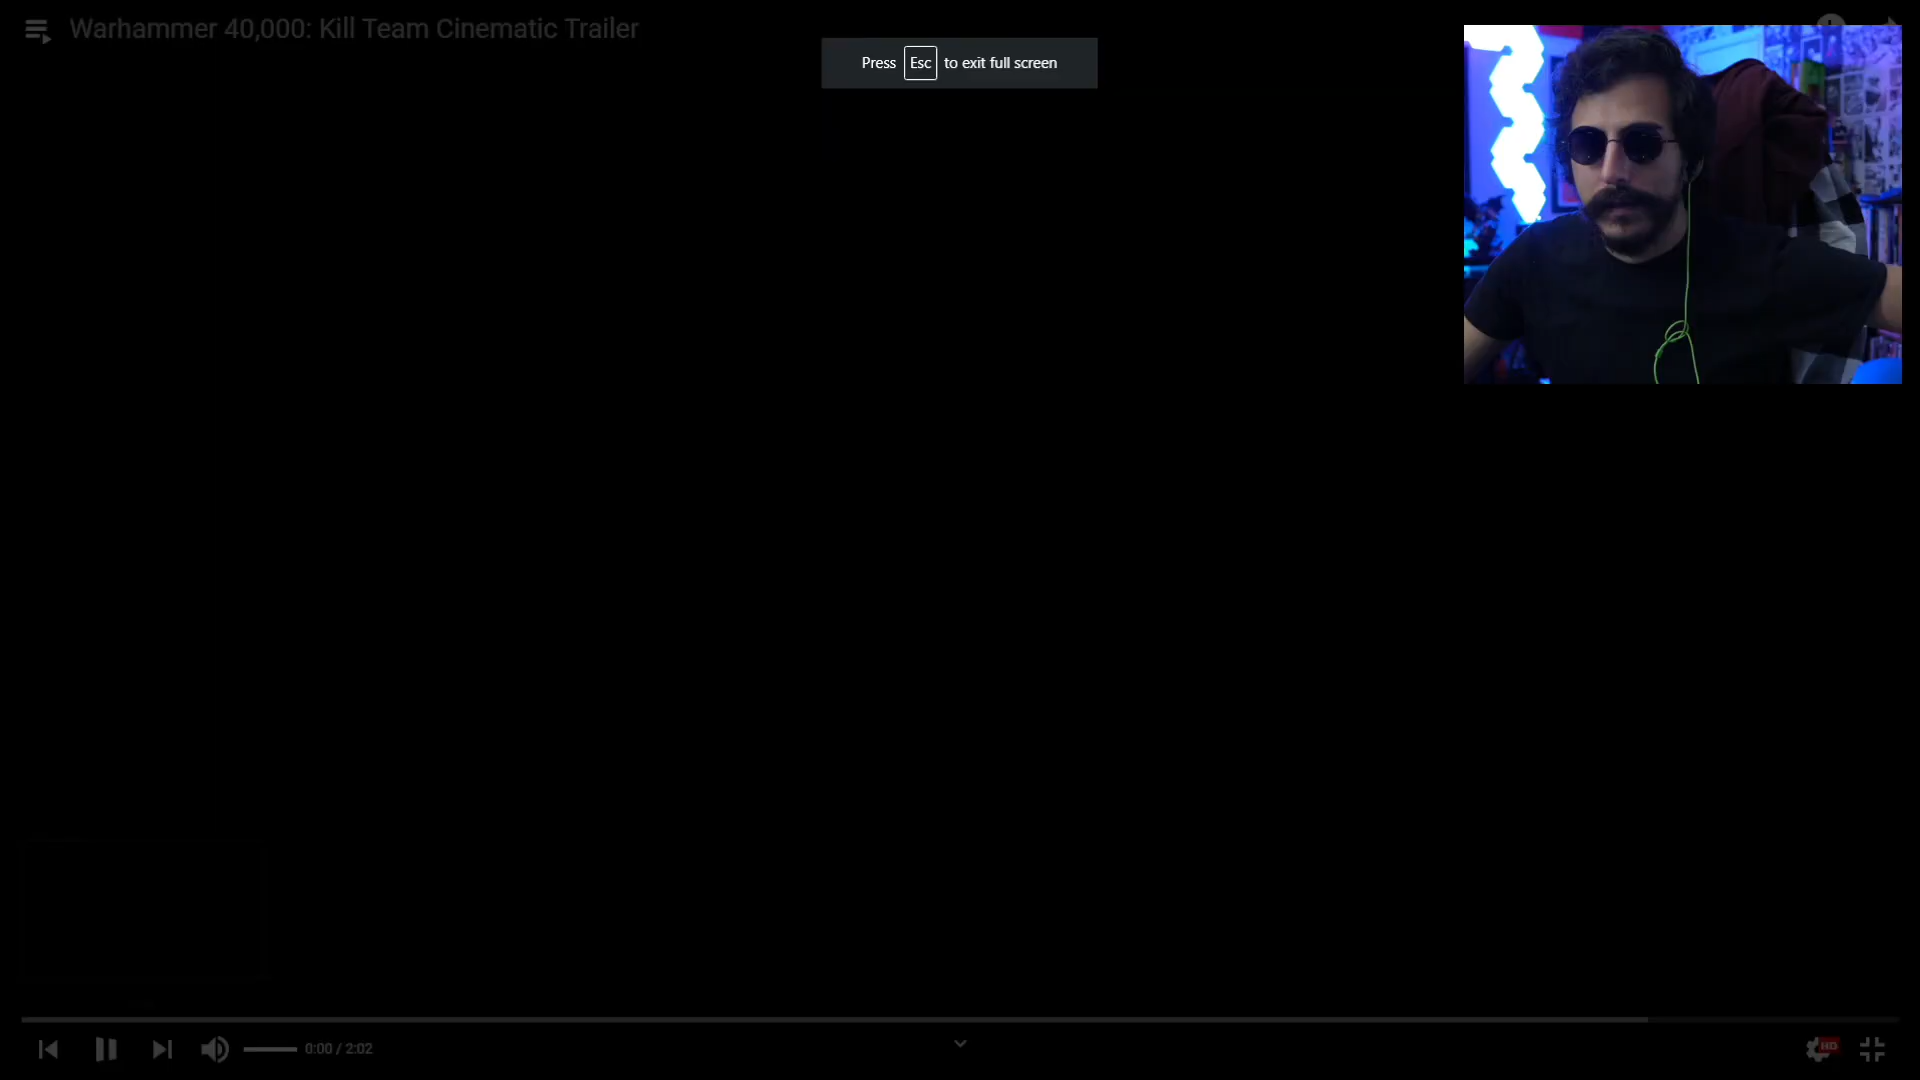 Warhammer 40,000: Kill Team Cinematic Trailer
Press Esc to exit full screen
0:00 / 2:02
HD